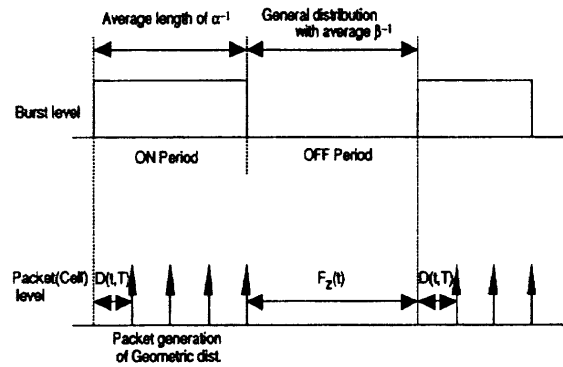 Average length of α⁻¹
General distribution
with average β⁻¹
Burst level
ON Period
OFF Period
Packet(Cell)
level
D(t,T)
F_Z(t)
D(t,T)
Packet generation
of Geometric dist.